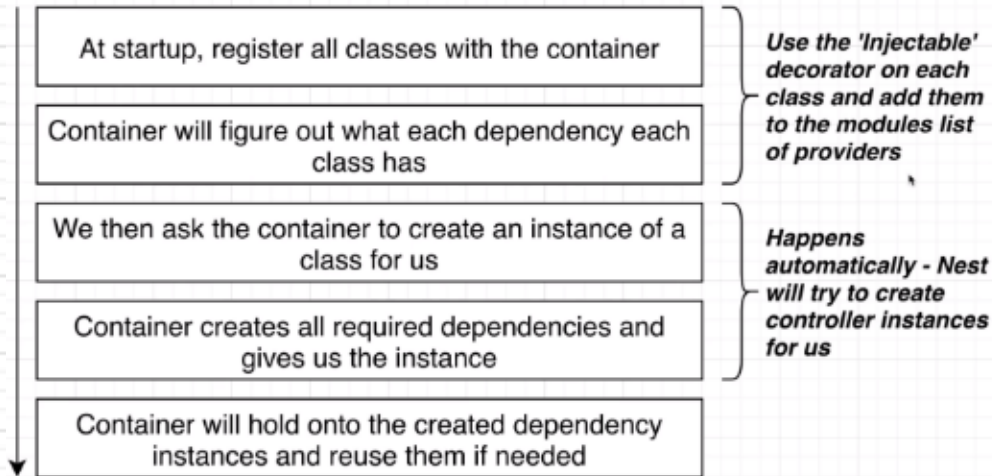 At startup, register all classes with the container
Use the 'Injectable'
decorator on each
class and add them
to the modules list
of providers
Container will figure out what each dependency each
class has
We then ask the container to create an instance of a
class for us
Happens
automatically - Nest
will try to create
controller instances
for us
Container creates all required dependencies and
gives us the instance
Container will hold onto the created dependency
instances and reuse them if needed